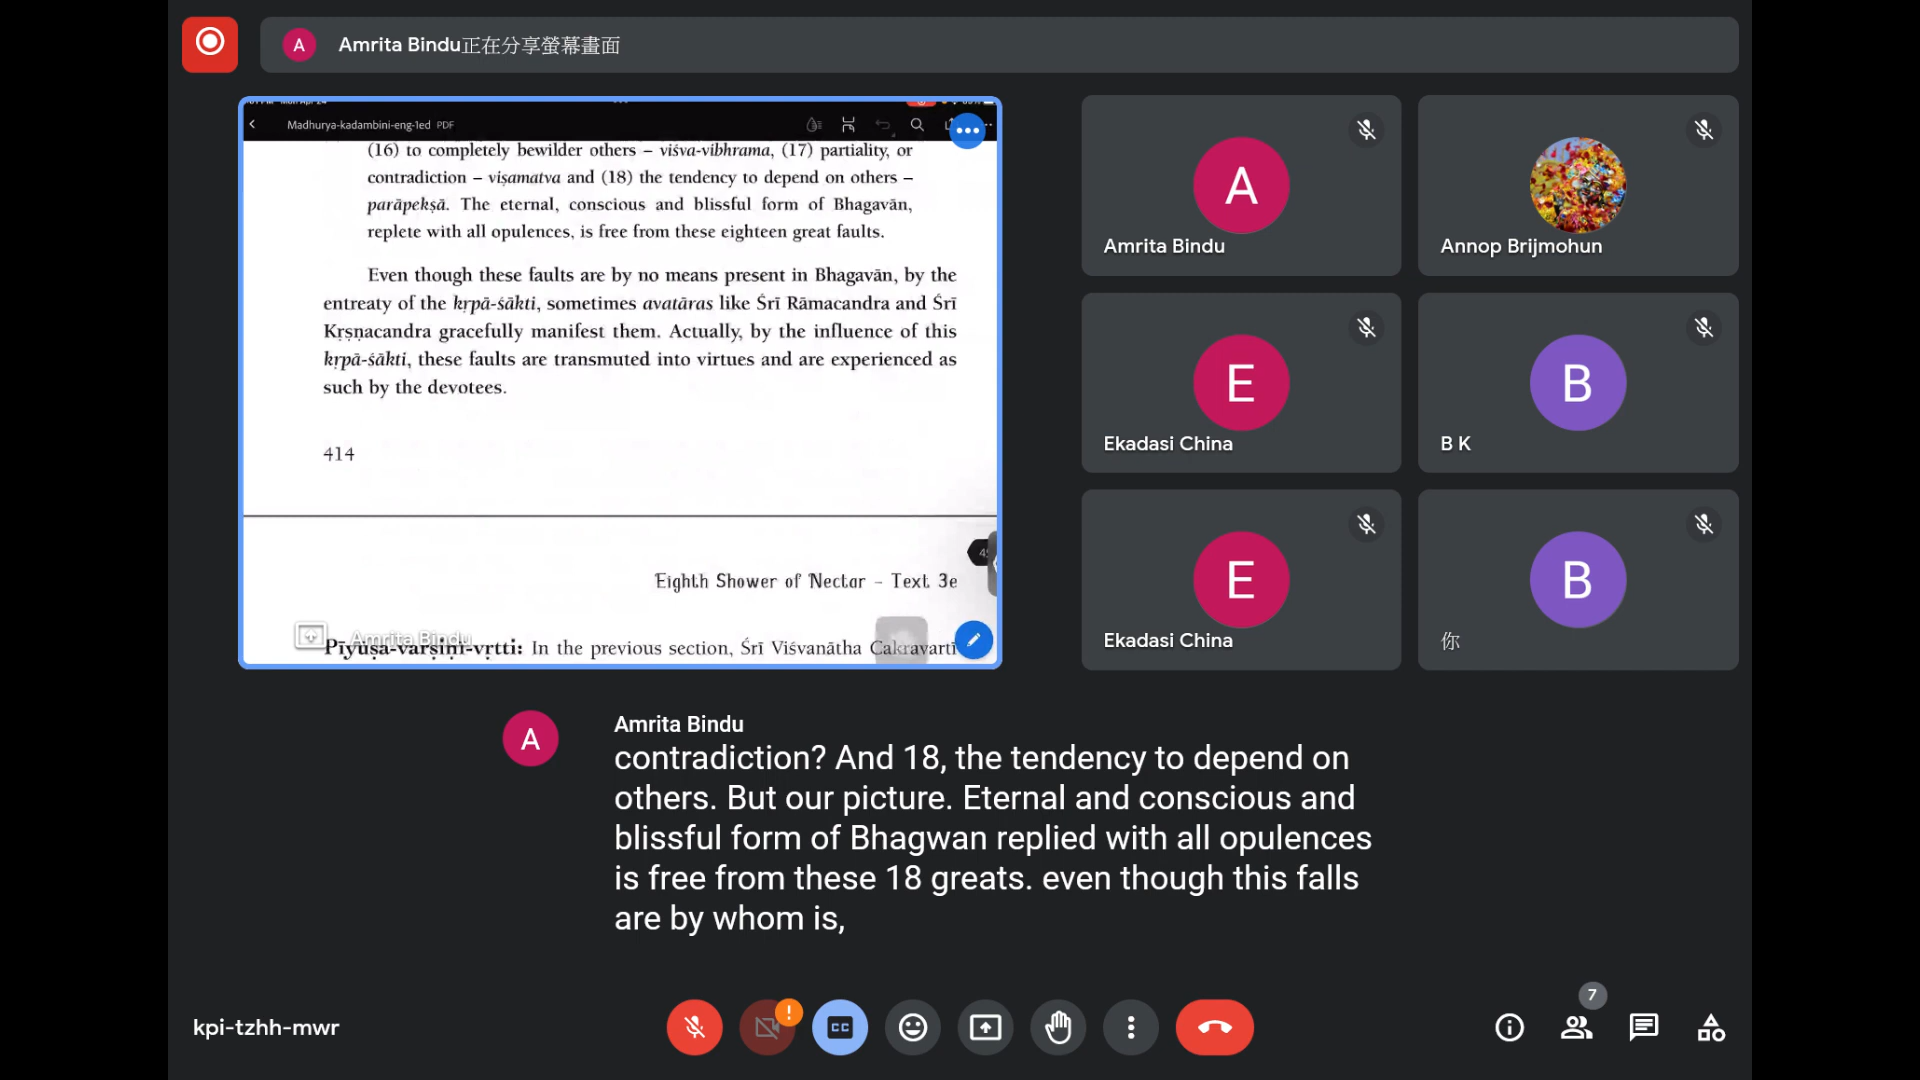 A Amrita Bindu正在分享螢幕畫面
Madhurya-kadambini-eng-1ed PDF
(16) to completely bewilder others – viśva-vibhrama, (17) partiality, or
contradiction – viṣamatva and (18) the tendency to depend on others –
parāpekṣā. The eternal, conscious and blissful form of Bhagavān,
replete with all opulences, is free from these eighteen great faults.
Even though these faults are by no means present in Bhagavān, by the
entreaty of the kṛpā-śākti, sometimes avatāras like Śrī Rāmacandra and Śrī
Kṛṣṇacandra gracefully manifest them. Actually, by the influence of this
kṛpā-śākti, these faults are transmuted into virtues and are experienced as
such by the devotees.
414
Eighth Shower of Nectar – Text 3e
Amrita Bindu
Pīyūṣa-varṣiṇī-vṛtti: In the previous section, Śrī Viśvanātha Cakravartī
A
Amrita Bindu
Annop Brijmohun
E
Ekadasi China
B
B K
E
Ekadasi China
B
你
A
Amrita Bindu
contradiction? And 18, the tendency to depend on
others. But our picture. Eternal and conscious and
blissful form of Bhagwan replied with all opulences
is free from these 18 greats. even though this falls
are by whom is,
kpi-tzhh-mwr
!
CC
7